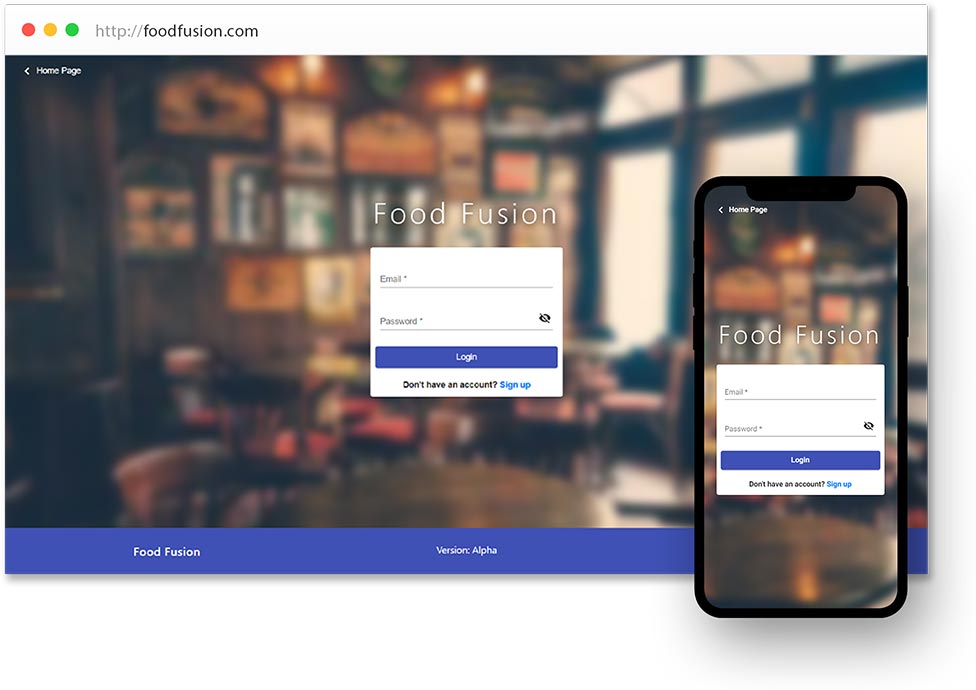 http://foodfusion.com
Home Page
Food Fusion
Email *
Password *
Login
Don't have an account? Sign up
Food Fusion
Version: Alpha
Home Page
Food Fusion
Email *
Password *
Login
Don't have an account? Sign up